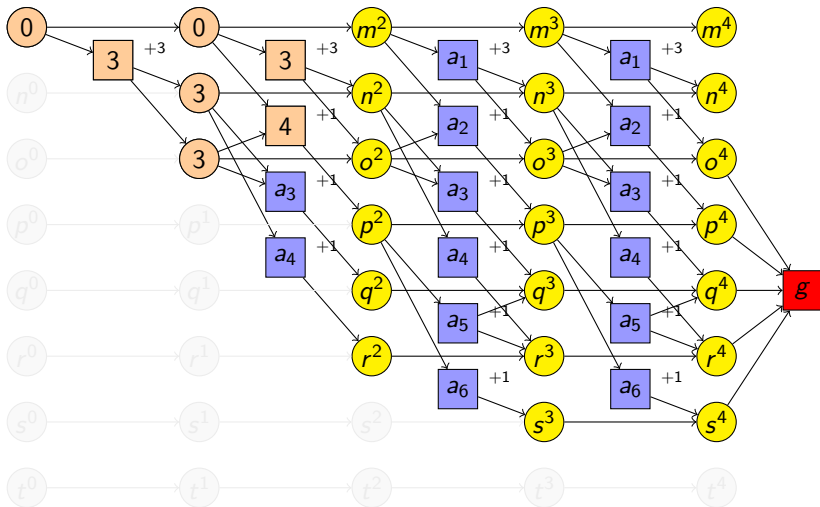 0 0 m² m³ m⁴
3 +3 3 +3 a₁ +3 a₁ +3
n⁰ 3 n² n³ n⁴
4 +1 a₂ +1 a₂ +1
o⁰ 3 o² o³ o⁴
a₃ +1 a₃ +1 a₃ +1
p⁰ p¹ p² p³ p⁴
a₄ +1 a₄ +1 a₄ +1
q⁰ q¹ q² q³ q⁴ g
a₅ +1 a₅ +1
r⁰ r¹ r² r³ r⁴
a₆ +1 a₆ +1
s⁰ s¹ s² s³ s⁴
t⁰ t¹ t² t³ t⁴